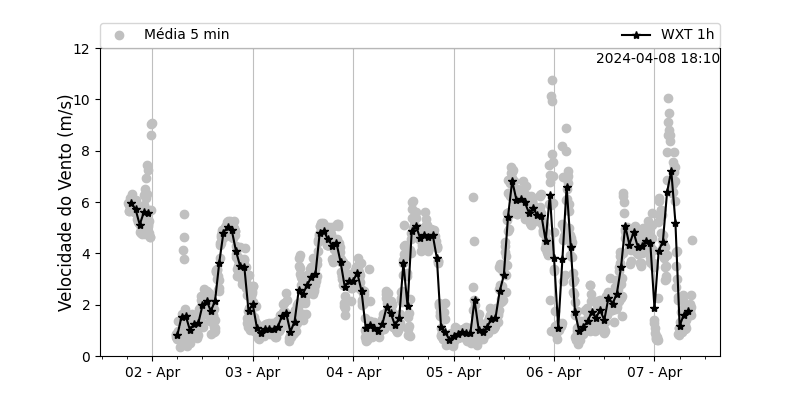 Média 5 min
WXT 1h
2024-04-08 18:10
Velocidade do Vento (m/s)
12
10
8
6
4
2
0
02 - Apr
03 - Apr
04 - Apr
05 - Apr
06 - Apr
07 - Apr